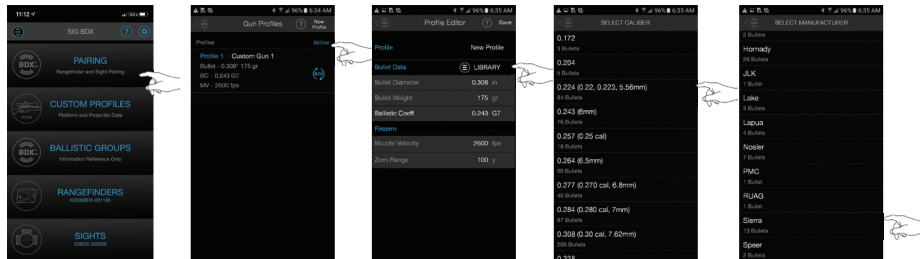 11:12
SIG BDX
?
BDX
PAIRING
Rangefinder and Sight Pairing
CUSTOM PROFILES
Platform and Projectile Data
BDX
BALLISTIC GROUPS
Information Reference Only
RANGEFINDERS
SIGHTS
96% 6:34 AM
Gun Profiles
?
New
Profile
Profiles
Active
Profile 1 Custom Gun 1
Bullet - 0.308" 175 gr
BC - 0.243 G7
MV - 2600 fps
BDX
96% 6:35 AM
Profile Editor
?
Save
Profile
New Profile
Bullet Data
LIBRARY
Bullet Diameter
0.308 in
Bullet Weight
175 gr
Ballistic Coeff
0.243 G7
Firearm
Muzzle Velocity
2600 fps
Zero Range
100 y
96% 6:35 AM
SELECT CALIBER
0.172
3 Bullets
0.204
5 Bullets
0.224 (0.22, 0.223, 5.56mm)
84 Bullets
0.243 (6mm)
76 Bullets
0.257 (0.25 cal)
18 Bullets
0.264 (6.5mm)
90 Bullets
0.277 (0.270 cal, 6.8mm)
46 Bullets
0.284 (0.280 cal, 7mm)
87 Bullets
0.308 (0.30 cal, 7.62mm)
205 Bullets
0.338
96% 6:35 AM
SELECT MANUFACTURER
2 Bullets
Hornady
26 Bullets
JLK
1 Bullet
Lake
3 Bullets
Lapua
4 Bullets
Nosler
7 Bullets
PMC
1 Bullet
RUAG
1 Bullet
Sierra
13 Bullets
Speer
2 Bullets